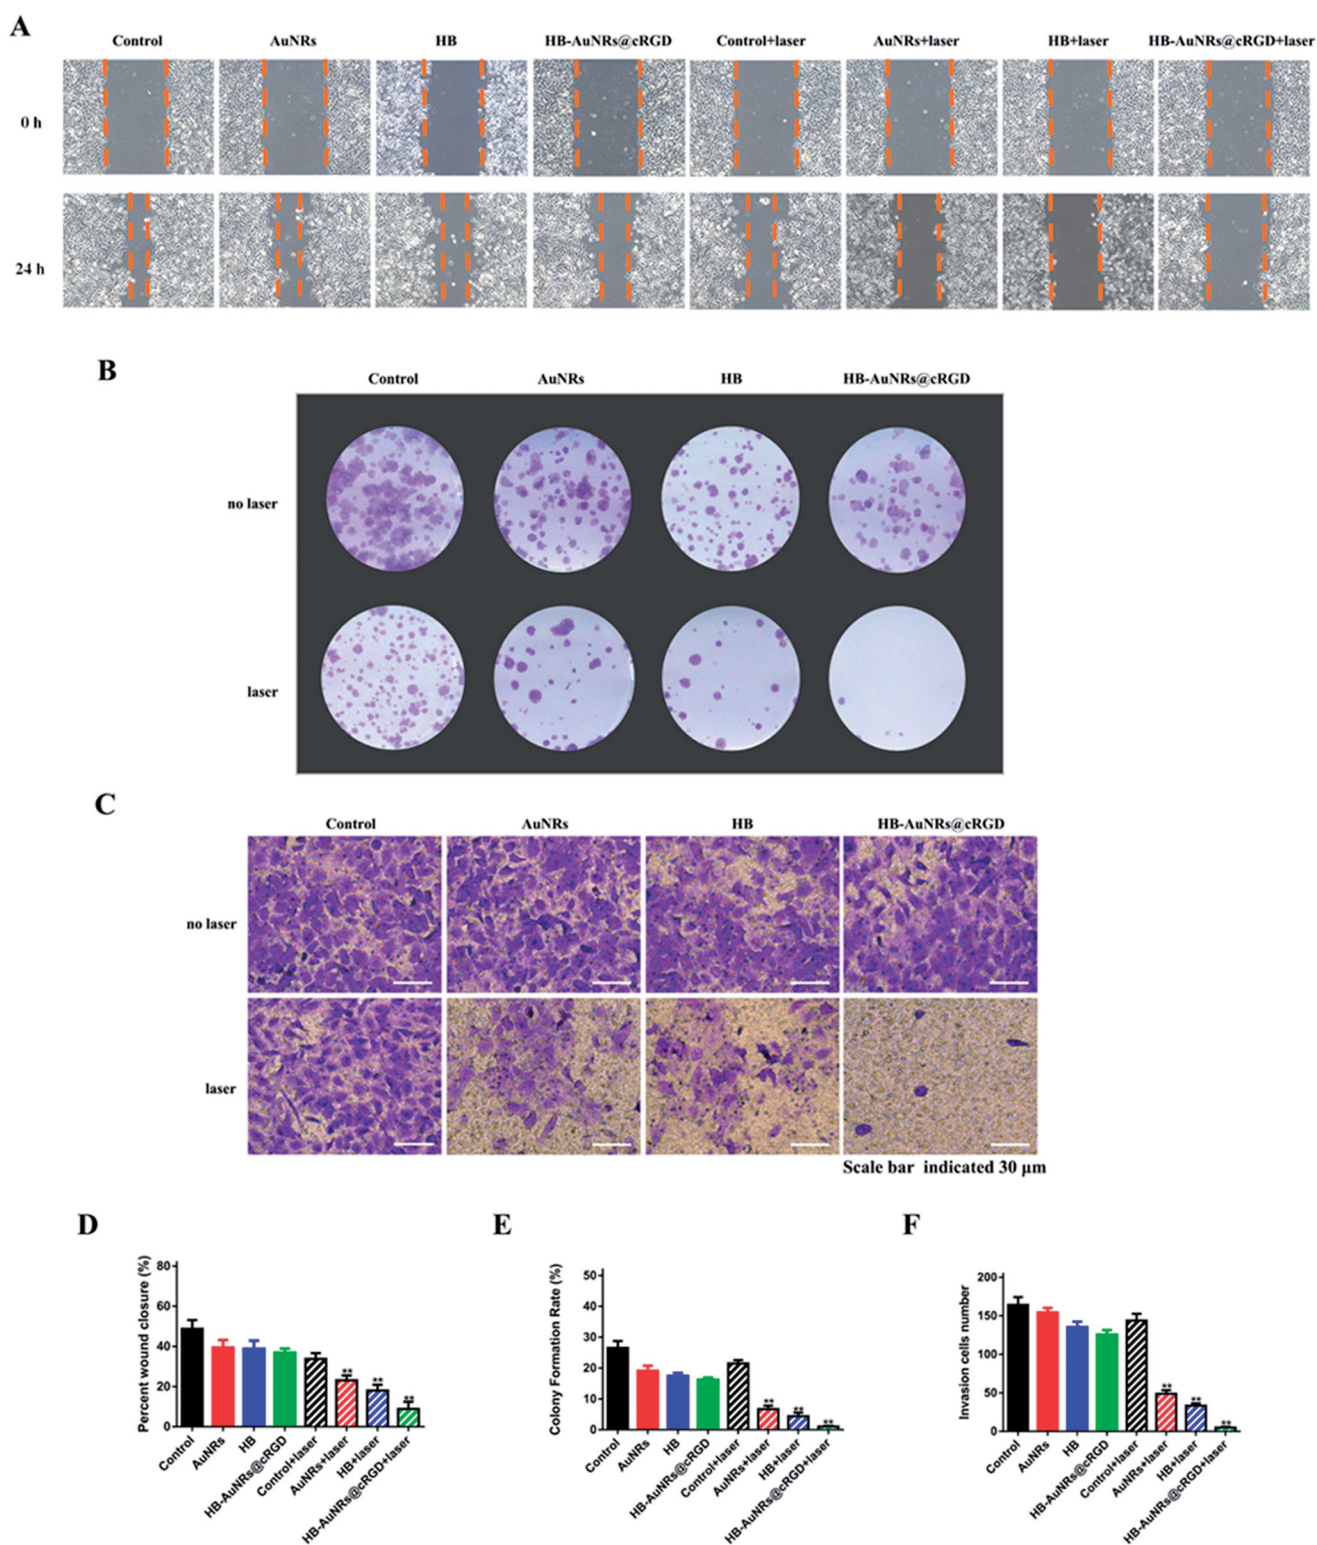 A
Control AuNRs HB HB-AuNRs@cRGD Control+laser AuNRs+laser HB+laser HB-AuNRs@cRGD+laser
0 h
24 h
B
Control AuNRs HB HB-AuNRs@cRGD
no laser
laser
C
Control AuNRs HB HB-AuNRs@cRGD
no laser
laser
Scale bar indicated 30 µm
D
Percent wound closure (%)
80
60
40
20
0
** ** **
Control AuNRs HB HB-AuNRs@cRGD Control+laser AuNRs+laser HB+laser HB-AuNRs@cRGD+laser
E
Colony Formation Rate (%)
50
40
30
20
10
0
** ** **
Control AuNRs HB HB-AuNRs@cRGD Control+laser AuNRs+laser HB+laser HB-AuNRs@cRGD+laser
F
Invasion cells number
200
150
100
50
0
** ** **
Control AuNRs HB HB-AuNRs@cRGD Control+laser AuNRs+laser HB+laser HB-AuNRs@cRGD+laser